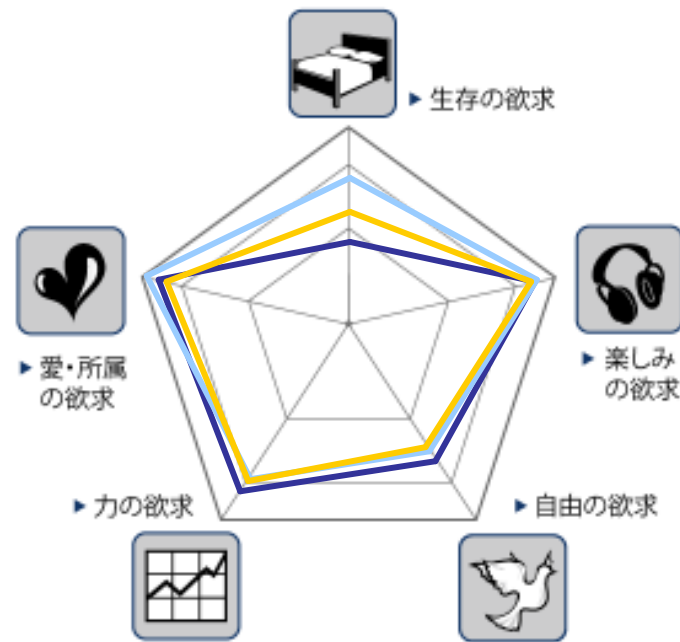 ▶ 生存の欲求
▶ 愛・所属
の欲求
▶ 楽しみ
の欲求
▶ 力の欲求
▶ 自由の欲求